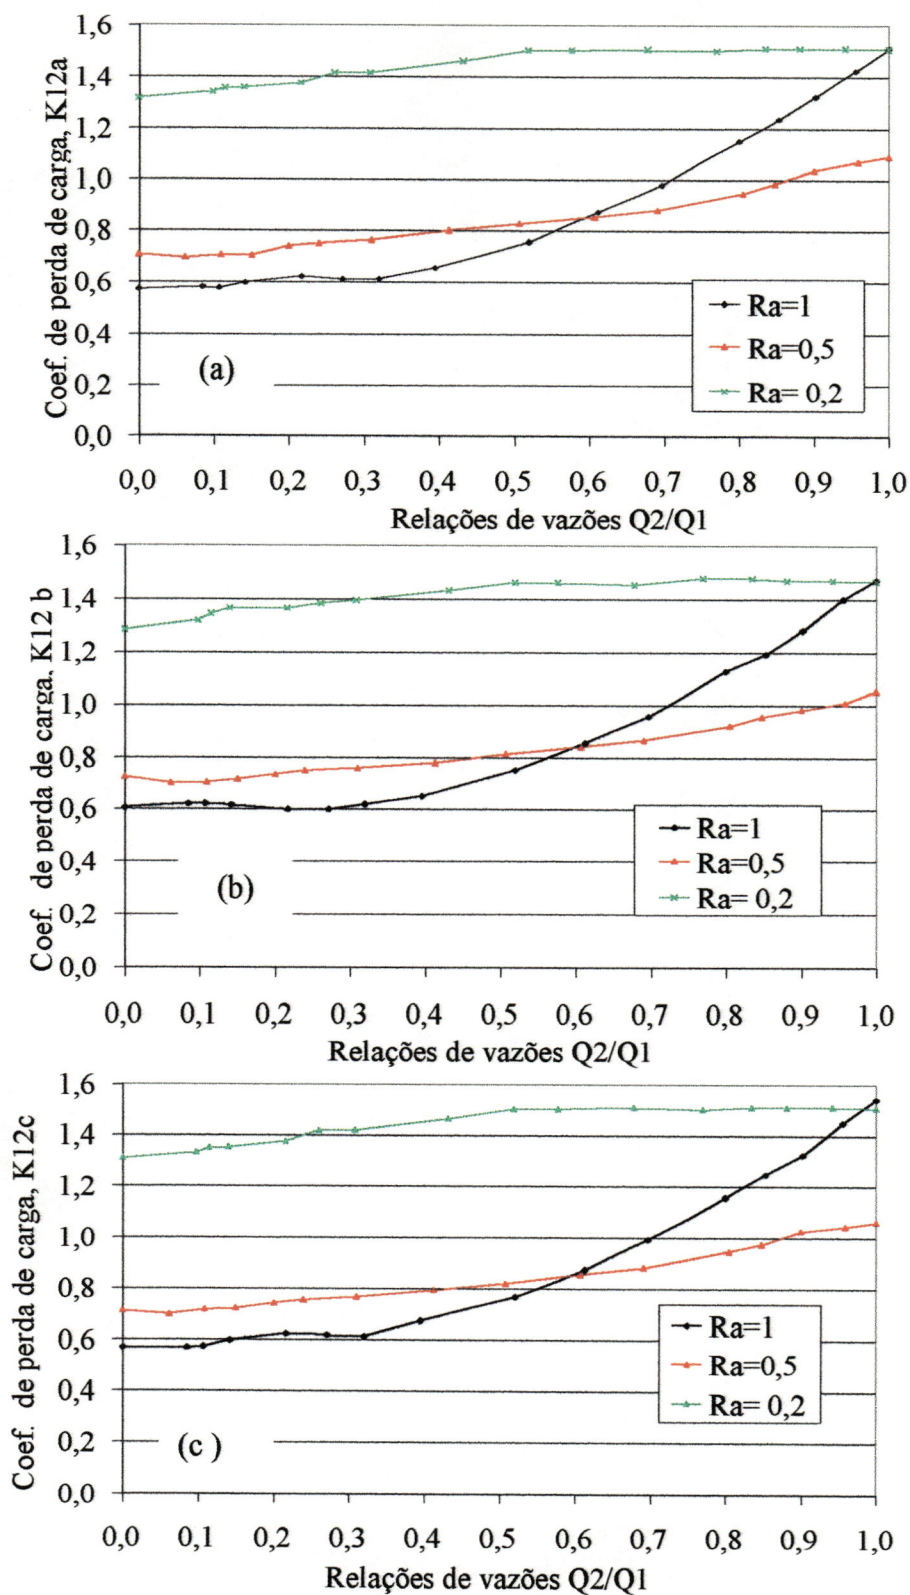 1,6
1,4
1,2
1,0
0,8
0,6
0,4
0,2
0,0
Coef. de perda de carga, K12a
(a)
Ra=1
Ra=0,5
Ra= 0,2
0,0 0,1 0,2 0,3 0,4 0,5 0,6 0,7 0,8 0,9 1,0
Relações de vazões Q2/Q1
1,6
1,4
1,2
1,0
0,8
0,6
0,4
0,2
0,0
Coef. de perda de carga. K12 b
(b)
Ra=1
Ra=0,5
Ra= 0,2
0,0 0,1 0,2 0,3 0,4 0,5 0,6 0,7 0,8 0,9 1,0
Relações de vazões Q2/Q1
1,6
1,4
1,2
1,0
0,8
0,6
0,4
0,2
0,0
Coef. de perda de carga, K12c
(c )
Ra=1
Ra=0,5
Ra= 0,2
0,0 0,1 0,2 0,3 0,4 0,5 0,6 0,7 0,8 0,9 1,0
Relações de vazões Q2/Q1